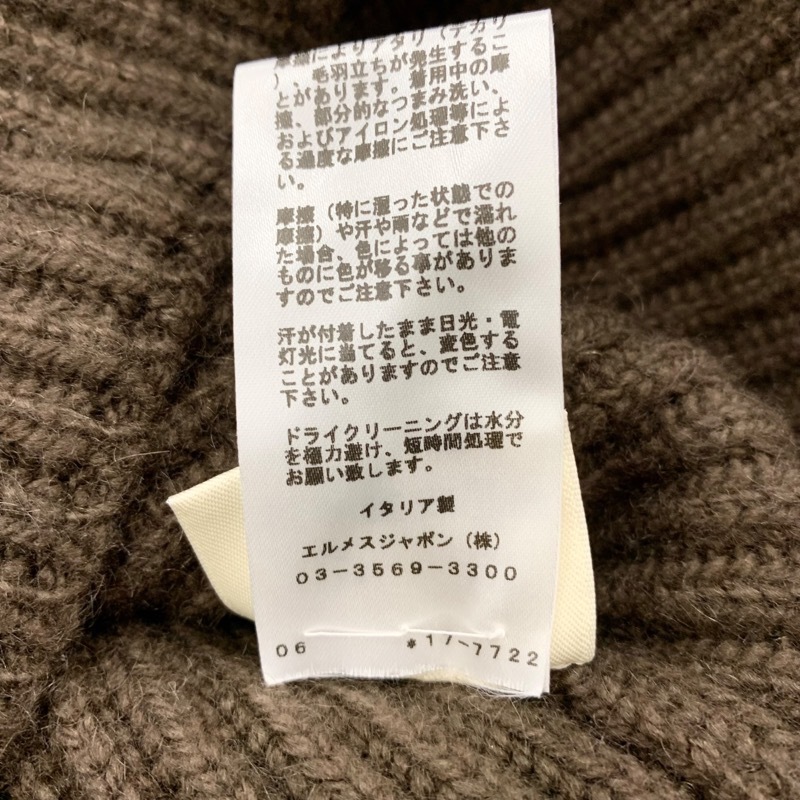 摩擦によりアタリ（テカリ
）、毛羽立ちが発生するこ
とがあります。着用中の摩
擦、部分的なつまみ洗い、
およびアイロン処理等によ
る過度な摩擦にご注意下さ
い。
摩擦（特に湿った状態での
摩擦）や汗や雨などで濡れ
た場合、色によっては他の
ものに色が移る事がありま
すのでご注意下さい。
汗が付着したまま日光・電
灯光に当てると、変色する
ことがありますのでご注意
下さい。
ドライクリーニングは水分
を極力避け、短時間処理で
お願い致します。
イタリア製
エルメスジャポン（株）
03-3569-3300
06 *17-7722